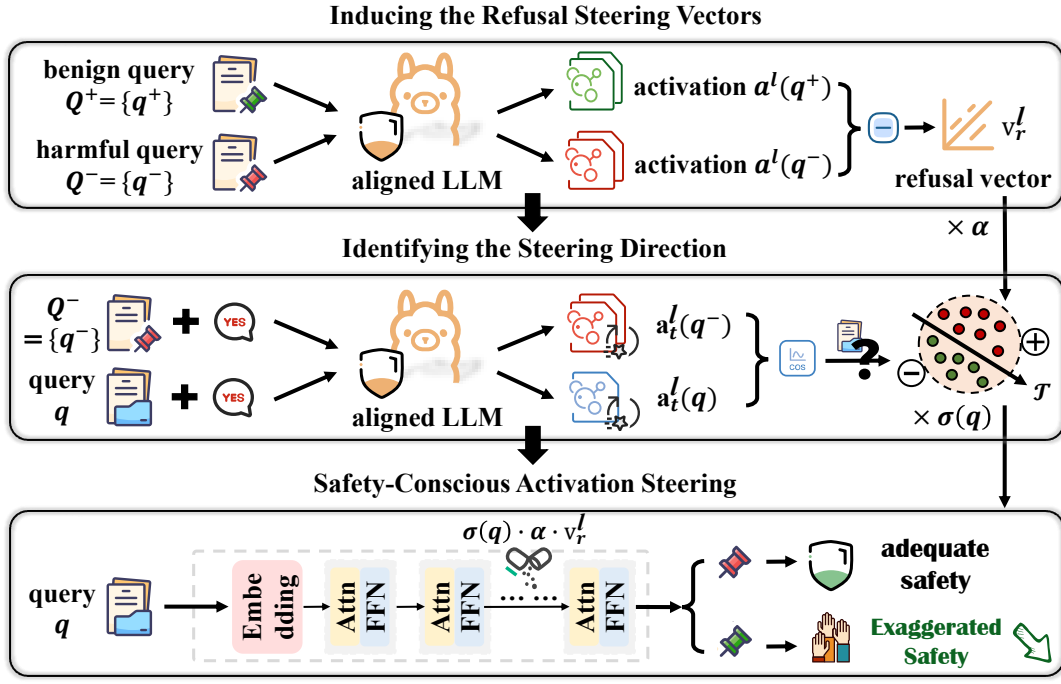 Inducing the Refusal Steering Vectors
benign query
Q⁺ = {q⁺}
harmful query
Q⁻ = {q⁻}
aligned LLM
activation aˡ(q⁺)
activation aˡ(q⁻)
vᵣˡ
refusal vector
× α
Identifying the Steering Direction
Q⁻
= {q⁻}
YES
query
q
YES
aligned LLM
aₜˡ(q⁻)
aₜˡ(q)
COS
?
+
−
𝒯
× σ(q)
Safety-Conscious Activation Steering
σ(q) · α · vᵣˡ
query
q
Embe
dding
Attn
FFN
Attn
FFN
......
Attn
FFN
adequate
safety
Exaggerated
Safety